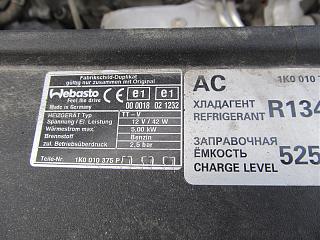 Fabrikschild-Duplikat
gültig nur zusammen mit Original
Webasto
Feel the drive
Made in Germany
e1 e1
00 0018 02 1232
HEIZGERÄT Typ TT-V
Spannung / El. Leistung 12 V / 42 W
Wärmestrom max. 5,00 kW
Brennstoff Benzin
zul. Betriebsüberdruck 2,5 bar
Teile-Nr. 1K0 010 375 P
AC 1K0 010
ХЛАДАГЕНТ
REFRIGERANT R134
ЗАПРАВОЧНАЯ
ЁМКОСТЬ
CHARGE LEVEL 525